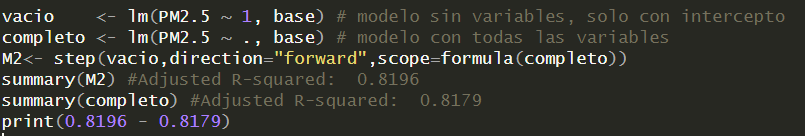 vacio    <- lm(PM2.5 ~ 1, base) # modelo sin variables, solo con intercepto
completo <- lm(PM2.5 ~ ., base) # modelo con todas las variables
M2<- step(vacio,direction="forward",scope=formula(completo))
summary(M2) #Adjusted R-squared:  0.8196
summary(completo) #Adjusted R-squared:  0.8179
print(0.8196 - 0.8179)